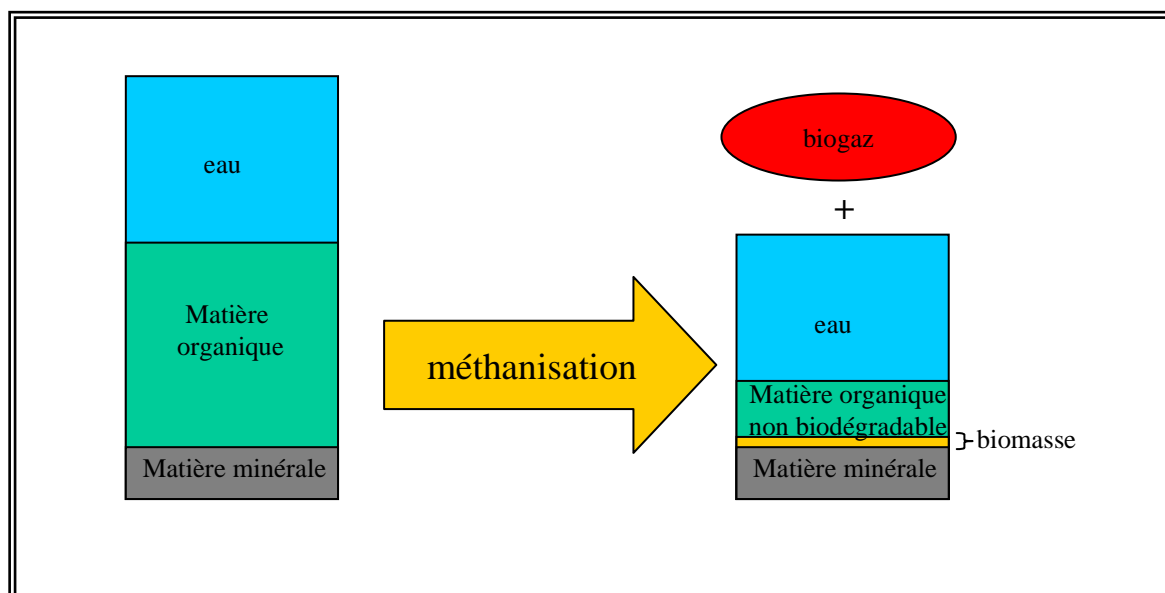 eau
Matière
organique
Matière minérale
méthanisation
biogaz
+
eau
Matière organique
non biodégradable
biomasse
Matière minérale